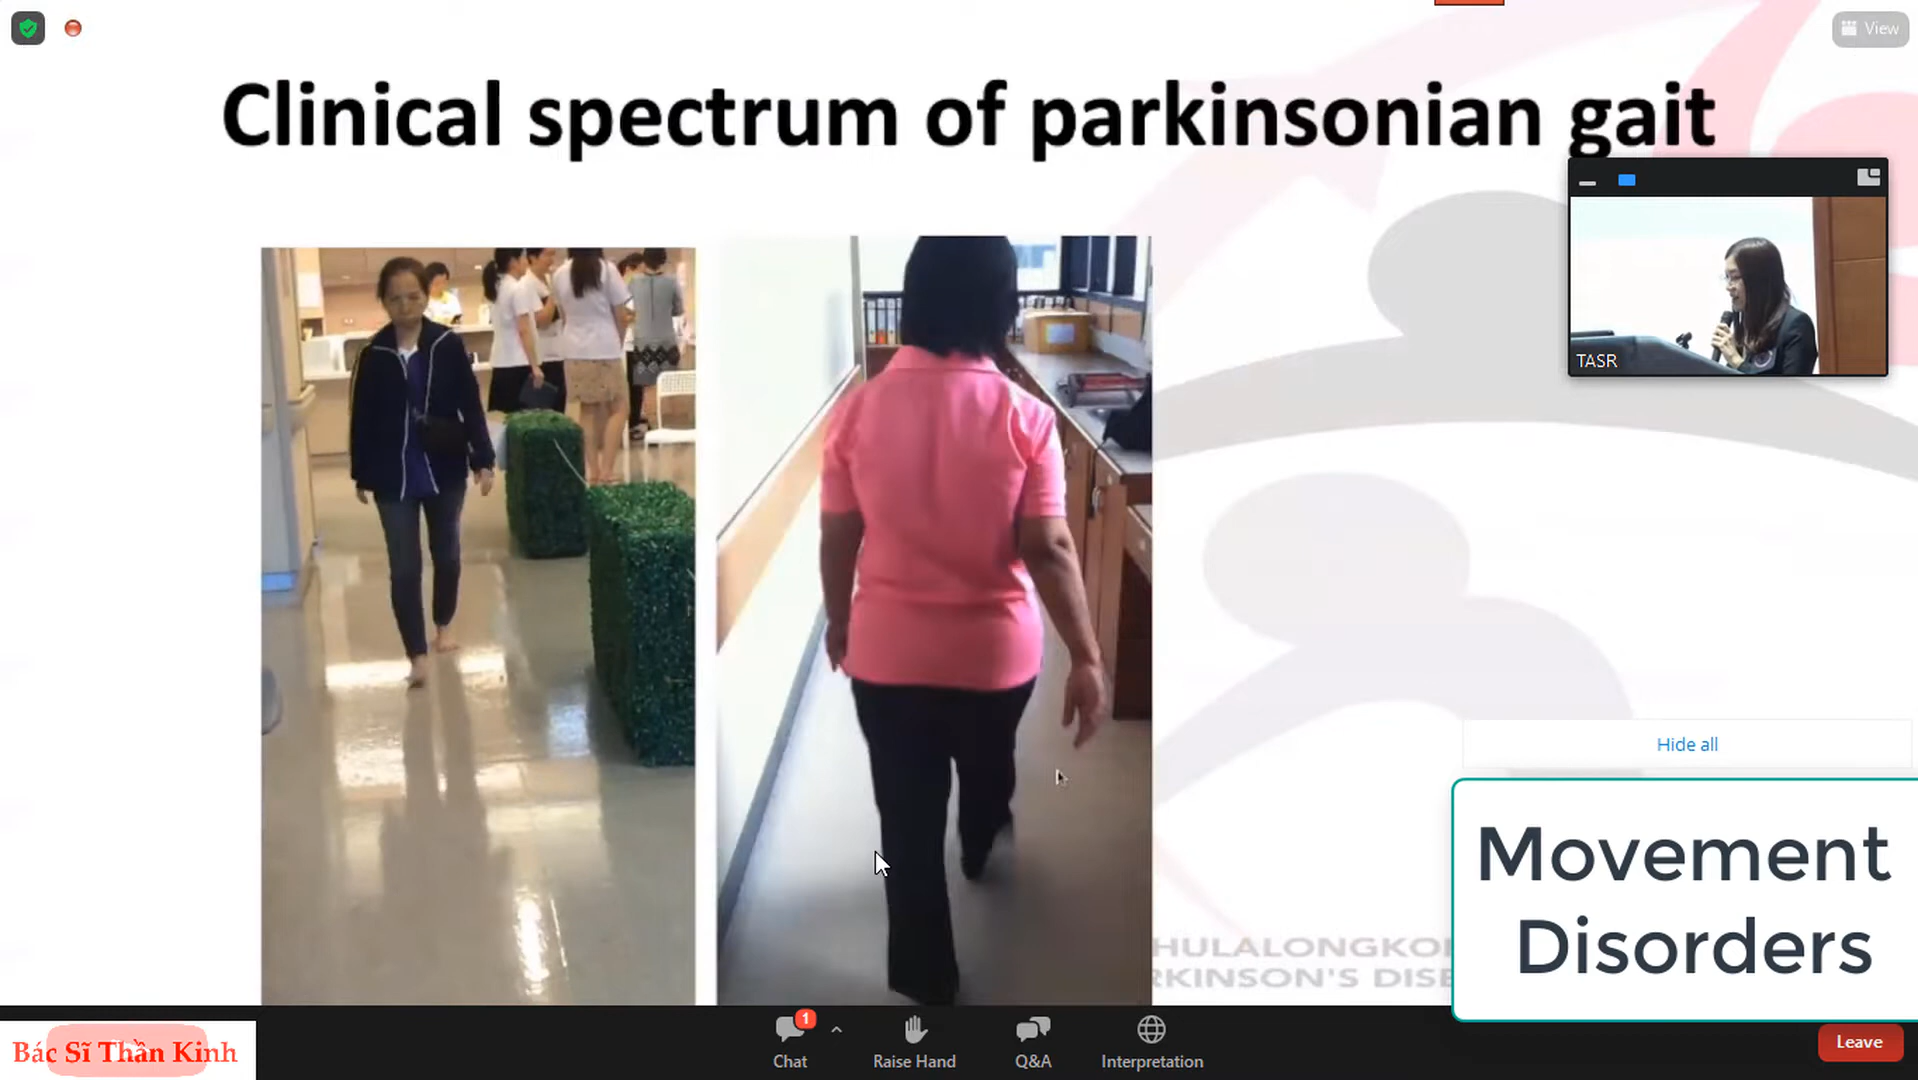 View
Clinical spectrum of parkinsonian gait
TASR
Hide all
Movement
Disorders
HULALONGKO
RKINSON'S DISE
Bác Sĩ Thần Kinh
1
Chat
Raise Hand
Q&A
Interpretation
Leave